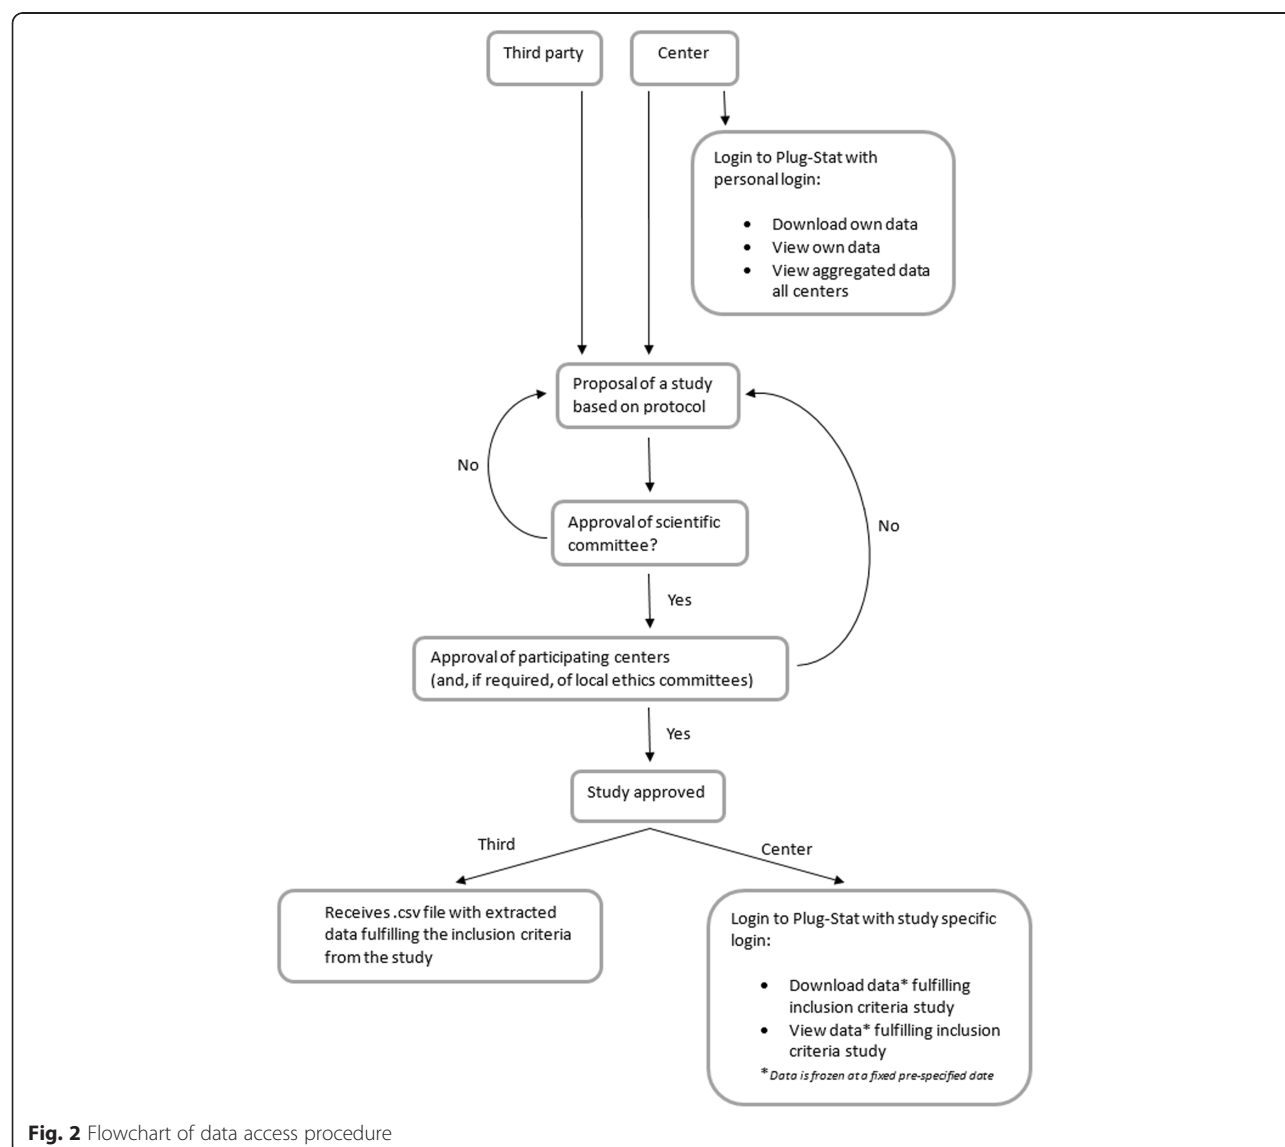 Third party
Center
Login to Plug-Stat with
personal login:
• Download own data
• View own data
• View aggregated data
all centers
Proposal of a study
based on protocol
No
Approval of scientific
committee?
No
Yes
Approval of participating centers
(and, if required, of local ethics committees)
Yes
Study approved
Third
Center
Receives .csv file with extracted
data fulfilling the inclusion criteria
from the study
Login to Plug-Stat with study specific
login:
• Download data* fulfilling
inclusion criteria study
• View data* fulfilling inclusion
criteria study
* Data is frozen at a fixed pre-specified date
Fig. 2 Flowchart of data access procedure